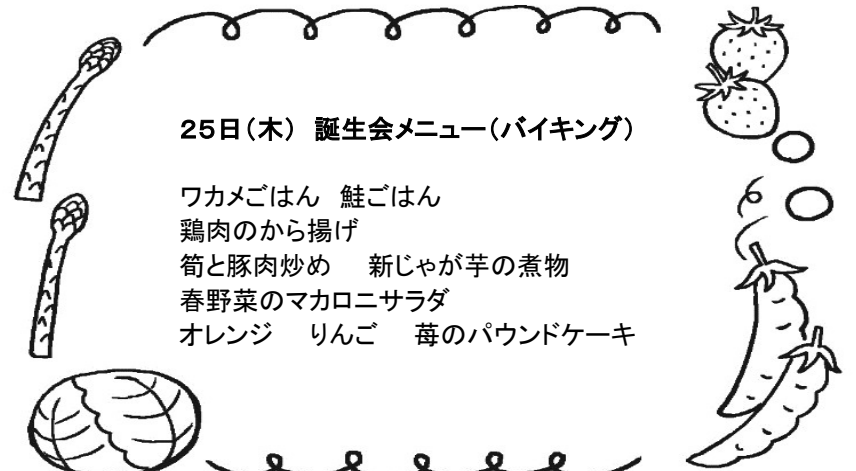 25日(木) 誕生会メニュー(バイキング)
ワカメごはん 鮭ごはん
鶏肉のから揚げ
筍と豚肉炒め 新じゃが芋の煮物
春野菜のマカロニサラダ
オレンジ りんご 苺のパウンドケーキ